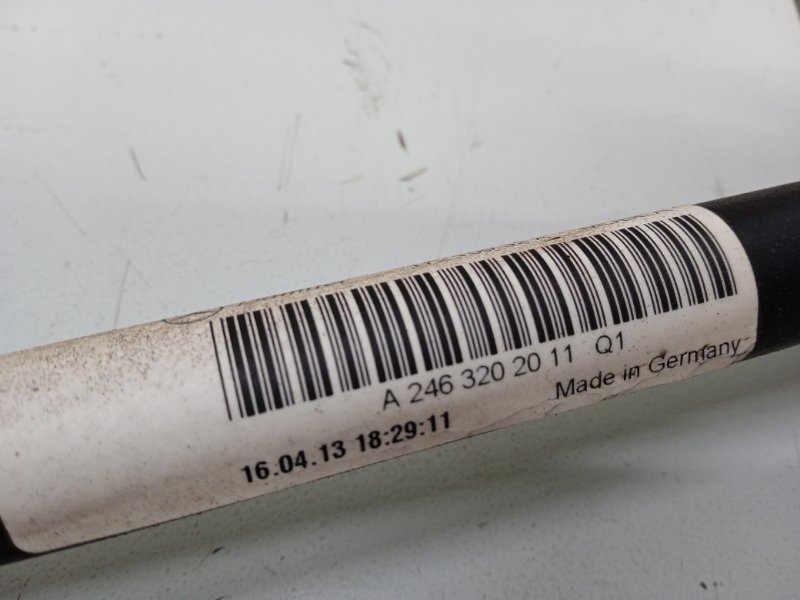 A 246 320 20 11 Q1
Made in Germany
16.04.13 18:29:11